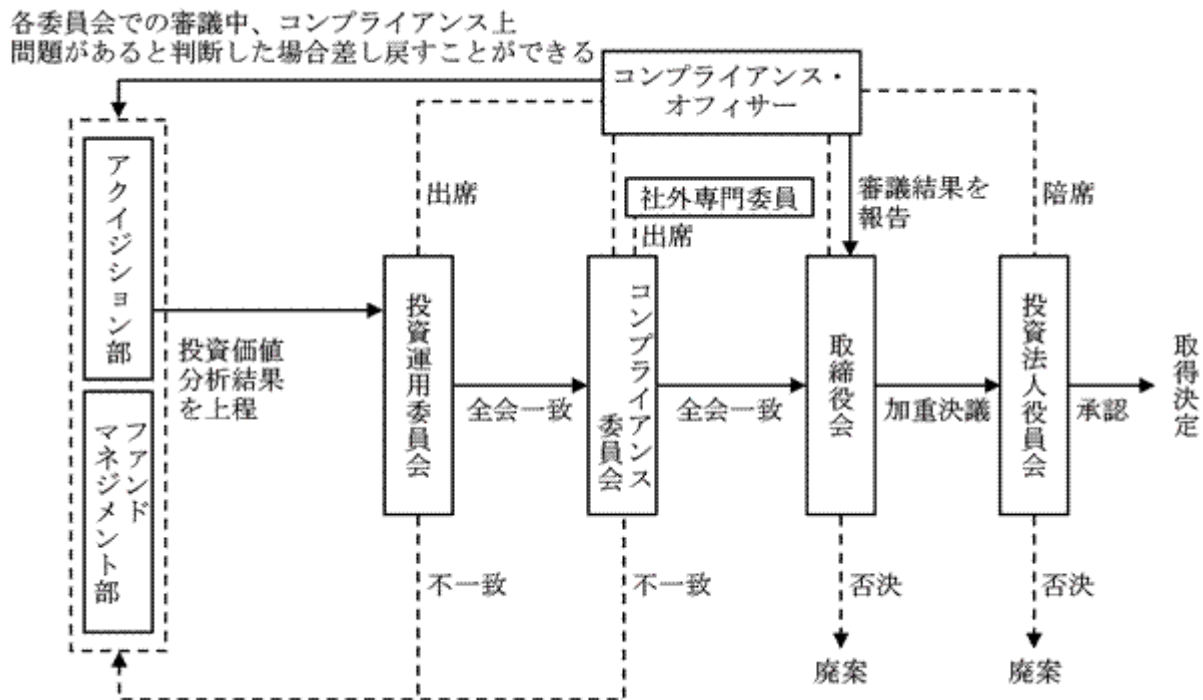 各委員会での審議中、コンプライアンス上
問題があると判断した場合差し戻すことができる
コンプライアンス・
オフィサー
アクイジション部
ファンド
マネジメント部
投資価値
分析結果
を上程
出席
社外専門委員
出席
審議結果を
報告
陪席
投資運用委員会
全会一致
コンプライアンス
委員会
全会一致
取締役会
加重決議
投資法人役員会
承認
取得決定
不一致
不一致
否決
否決
廃案
廃案